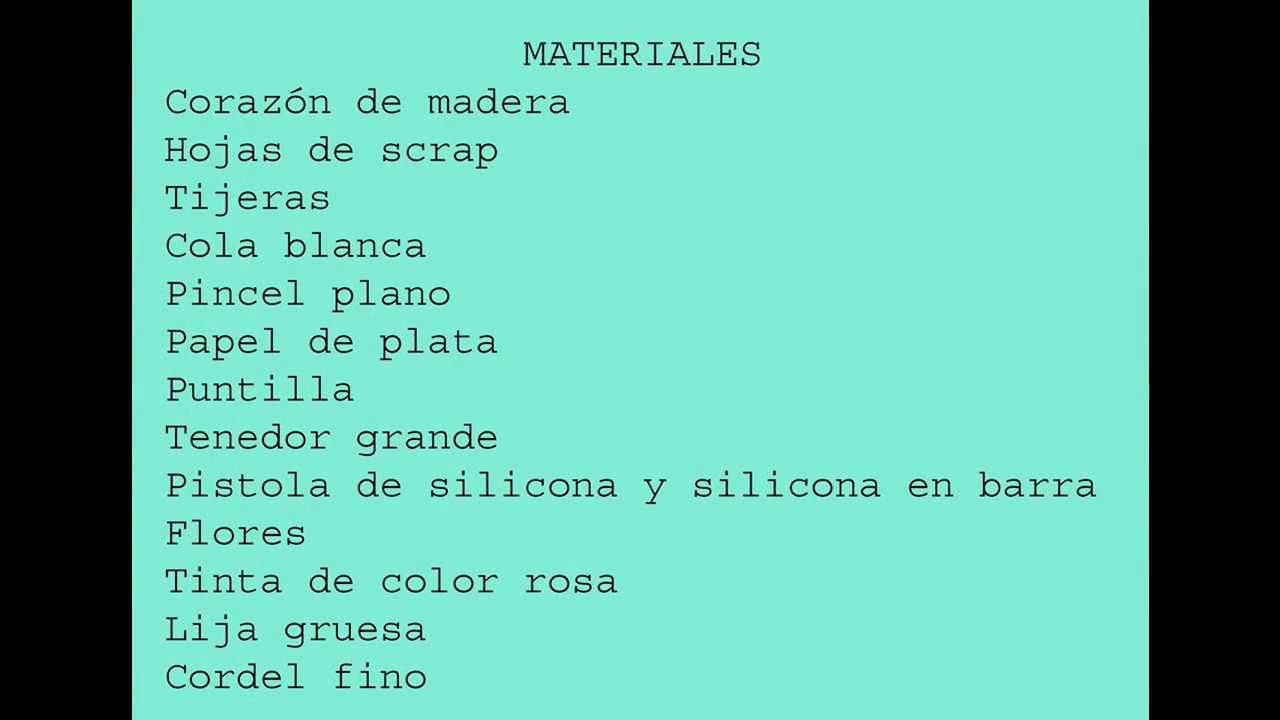 MATERIALES
Corazón de madera
Hojas de scrap
Tijeras
Cola blanca
Pincel plano
Papel de plata
Puntilla
Tenedor grande
Pistola de silicona y silicona en barra
Flores
Tinta de color rosa
Lija gruesa
Cordel fino